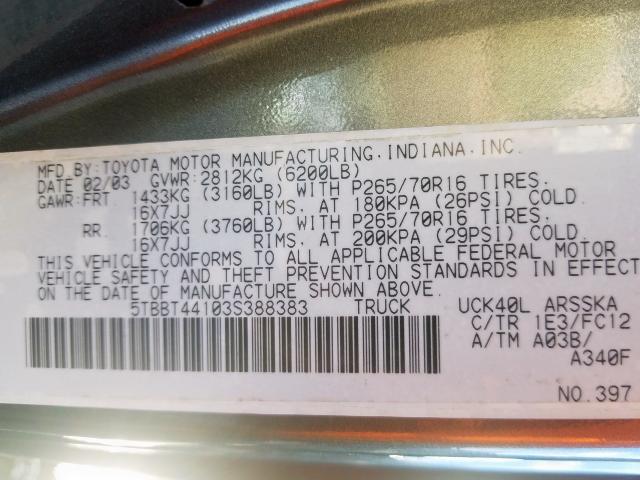 MFD.BY:TOYOTA MOTOR MANUFACTURING.INDIANA.INC.
DATE 02/03 GVWR:2812KG (6200LB)
GAWR:FRT 1433KG (3160LB) WITH P265/70R16 TIRES.
16X7JJ RIMS. AT 180KPA (26PSI) COLD.
RR. 1706KG (3760LB) WITH P265/70R16 TIRES.
16X7JJ RIMS. AT 200KPA (29PSI) COLD.
THIS VEHICLE CONFORMS TO ALL APPLICABLE FEDERAL MOTOR
VEHICLE SAFETY AND THEFT PREVENTION STANDARDS IN EFFECT
ON DATE OF MANUFACTURE SHOWN ABOVE.
5TBBT44103S388383 TRUCK UCK40L ARSSKA
C/TR 1E3/FC12
A/TM A03B/
A340F
NO.397